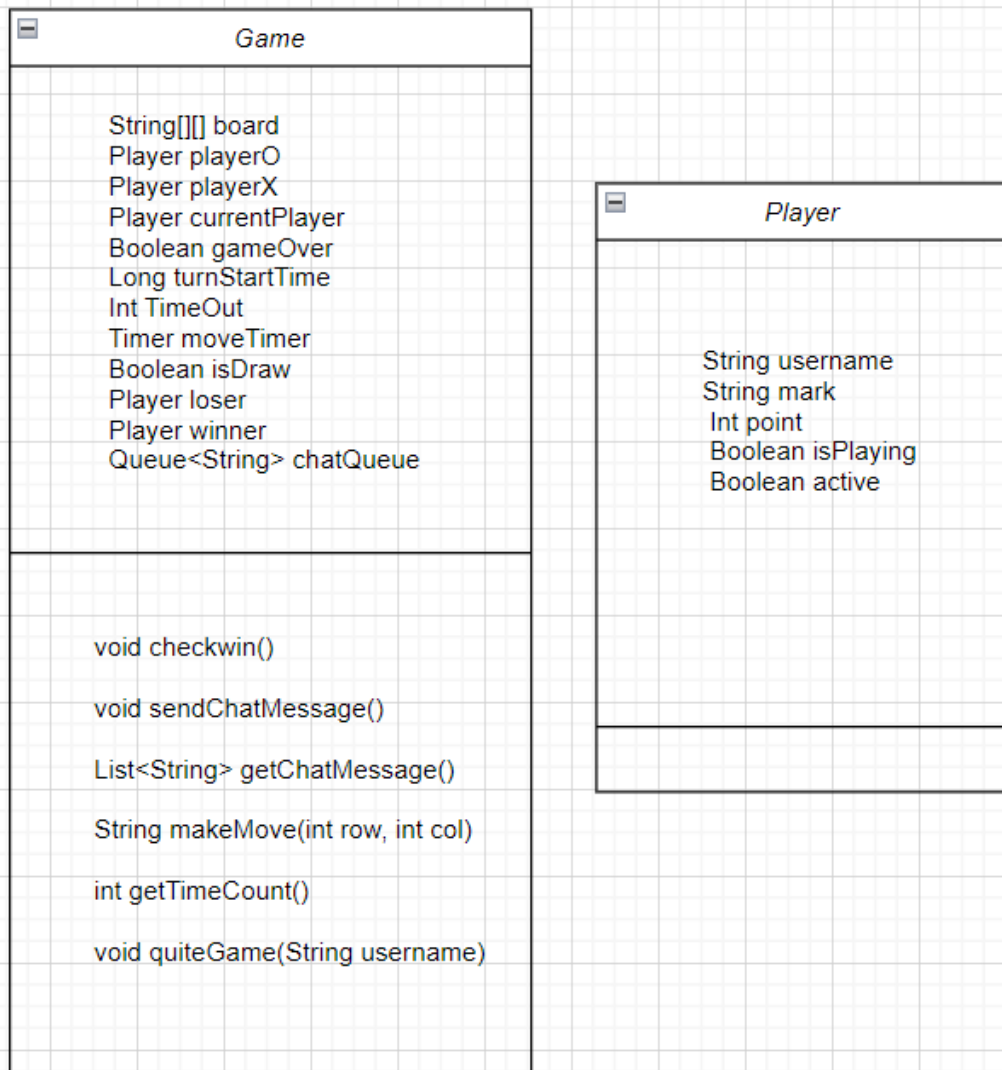 Game
String[][] board
Player playerO
Player playerX
Player currentPlayer
Boolean gameOver
Long turnStartTime
Int TimeOut
Timer moveTimer
Boolean isDraw
Player loser
Player winner
Queue<String> chatQueue
void checkwin()
void sendChatMessage()
List<String> getChatMessage()
String makeMove(int row, int col)
int getTimeCount()
void quiteGame(String username)
Player
String username
String mark
Int point
Boolean isPlaying
Boolean active